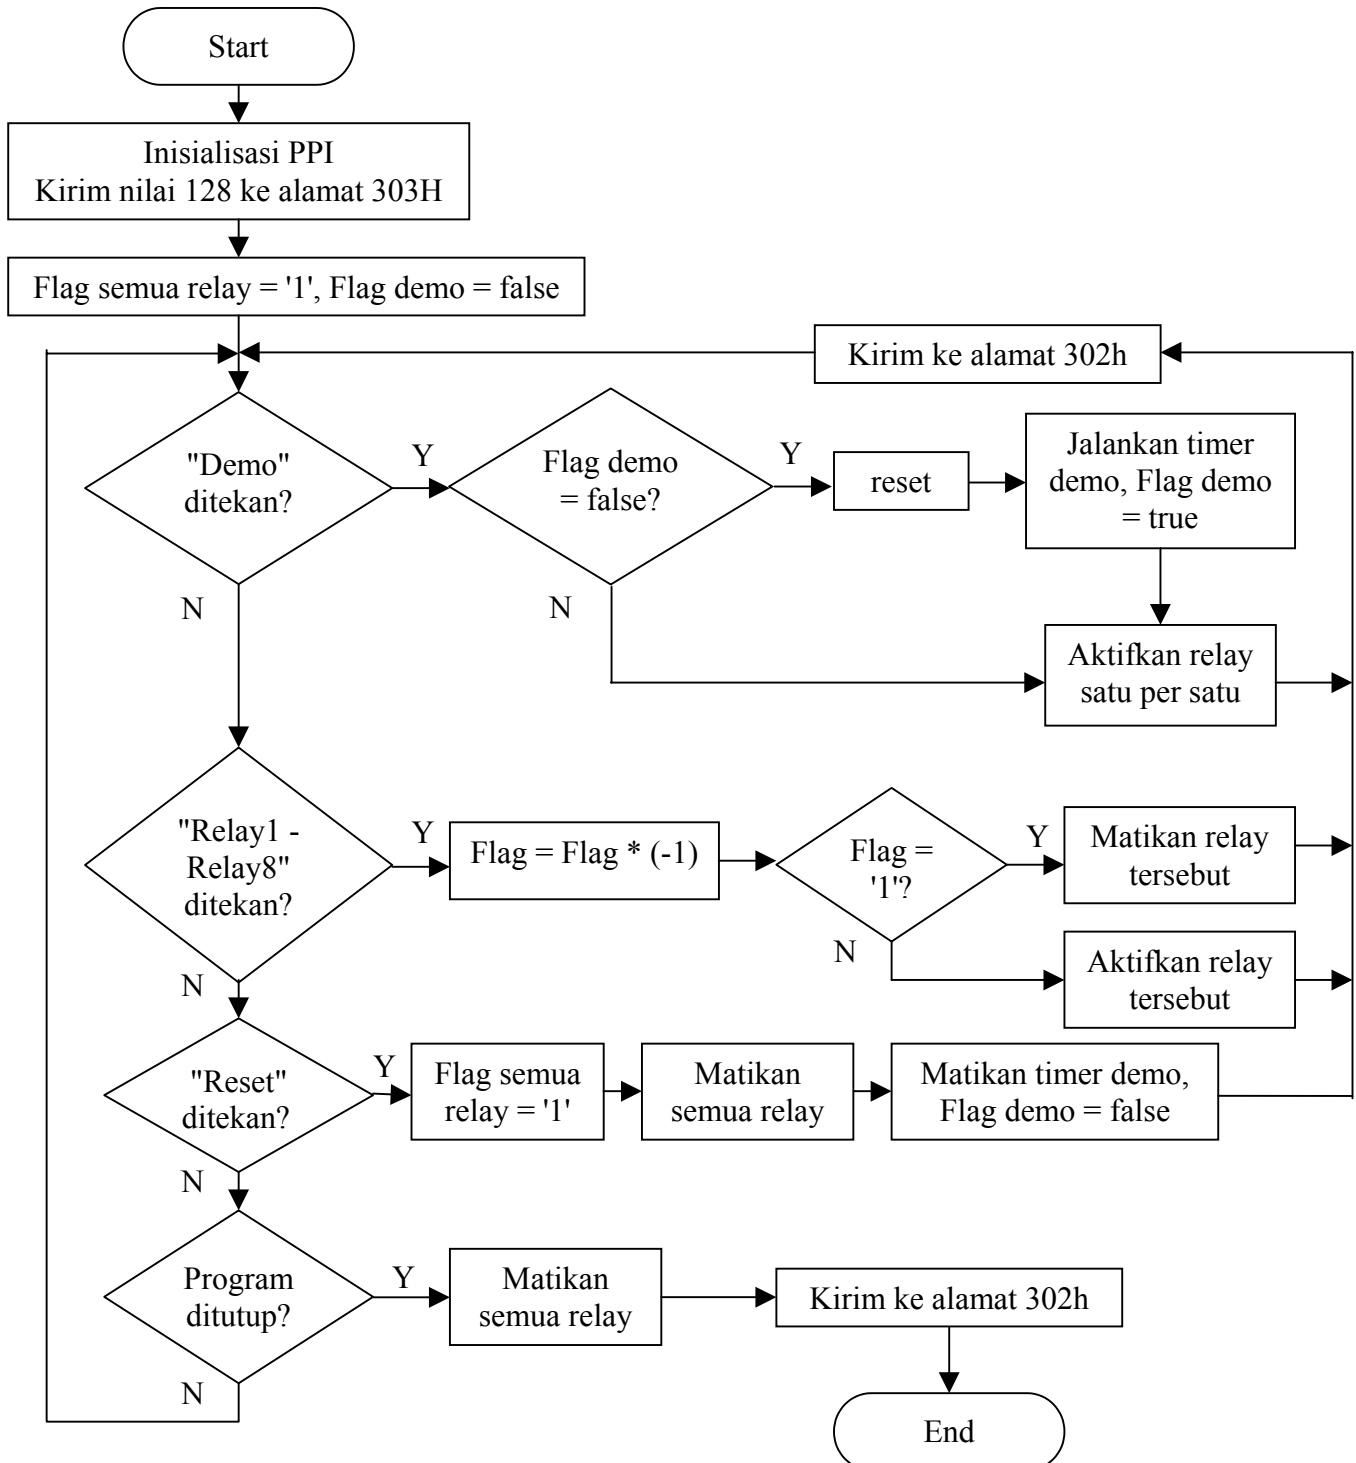 Start
Inisialisasi PPI
Kirim nilai 128 ke alamat 303H
Flag semua relay = '1', Flag demo = false
Kirim ke alamat 302h
"Demo"
ditekan?
Y
Flag demo
= false?
Y
reset
Jalankan timer
demo, Flag demo
= true
N
N
Aktifkan relay
satu per satu
"Relay1 -
Relay8"
ditekan?
Y
Flag = Flag * (-1)
Flag =
'1'?
Y
Matikan relay
tersebut
N
Aktifkan relay
tersebut
N
"Reset"
ditekan?
Y
Flag semua
relay = '1'
Matikan
semua relay
Matikan timer demo,
Flag demo = false
N
Program
ditutup?
Y
Matikan
semua relay
Kirim ke alamat 302h
N
End